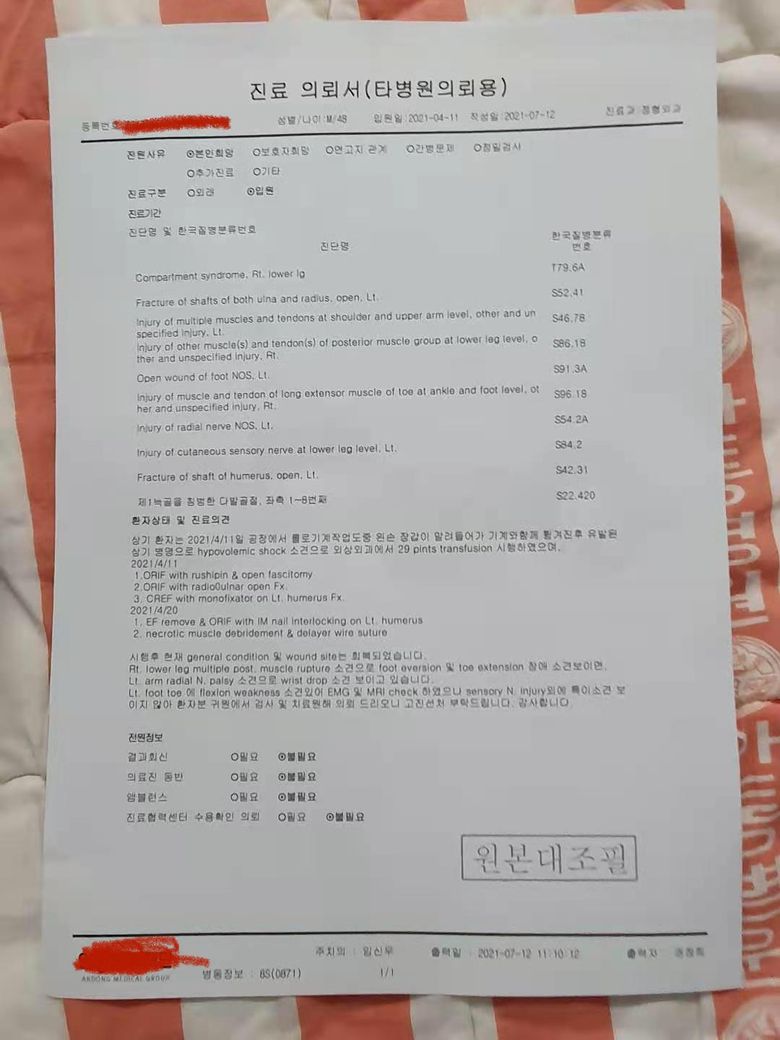 진료 의뢰서(타병원의뢰용)
등록번호 성별/나이:M/48 입원일:2021-04-11 작성일:2021-07-12 진료과:정형외과
전원사유 ⊙본인희망 ○보호자희망 ○연고지 관계 ○간병문제 ○정밀검사
○추가진료 ○기타
진료구분 ○외래 ⊙입원
진료기간
진단명 및 한국질병분류번호
진단명 한국질병분류
번호
Compartment syndrome, Rt. lower lg T79.6A
Fracture of shafts of both ulna and radius, open, Lt. S52.41
Injury of multiple muscles and tendons at shoulder and upper arm level, other and un S46.78
specified injury, Lt.
Injury of other muscle(s) and tendon(s) of posterior muscle group at lower leg level, o S86.18
ther and unspecified injury, Rt.
Open wound of foot NOS, Lt. S91.3A
Injury of muscle and tendon of long extensor muscle of toe at ankle and foot level, ot S96.18
her and unspecified injury, Rt.
Injury of radial nerve NOS, Lt. S54.2A
Injury of cutaneous sensory nerve at lower leg level, Lt. S84.2
Fracture of shaft of humerus, open, Lt. S42.31
제1늑골을 침범한 다발골절, 좌측 1~8번째 S22.420
환자상태 및 진료의견
상기 환자는 2021/4/11일 공장에서 롤로기계작업도중 왼손 장갑이 말려들어가 기계와함께 튕겨진후 유발된
상기 병명으로 hypovolemic shock 소견으로 외상외과에서 29 pints transfusion 시행하였으며,
2021/4/11
1.ORIF with rushipin & open fascitomy
2.ORIF with radio0ulnar open Fx.
3. CREF with monofixator on Lt. humerus Fx.
2021/4/20
1. EF remove & ORIF with IM nail interlocking on Lt. humerus
2. necrotic muscle debridement & delayer wire suture
시행후 현재 general condition 및 wound site는 회복되었습니다.
Rt. lower leg multiple post. muscle rupture 소견으로 foot eversion 및 toe extension 장애 소견보이면,
Lt. arm radial N. palsy 소견으로 wrist drop 소견 보이고 있습니다.
Lt. foot toe 에 flexion weakness 소견있어 EMG 및 MRI check 하였으나 sensory N. injury외에 특이소견 보
이지 않아 환자분 귀원에서 검사 및 치료원해 의뢰 드리오니 고진선처 부탁드립니다. 감사합니다.
전원정보
결과회신 ○필요 ⊙불필요
의료진 동반 ○필요 ⊙불필요
앰블런스 ○필요 ⊙불필요
진료협력센터 수용확인 의뢰 ○필요 ⊙불필요
원본대조필
주치의 : 임신우 출력일 : 2021-07-12 11:10:12 출력자 :
ANDONG MEDICAL GROUP 병동정보 : 8S(0871) 1/1